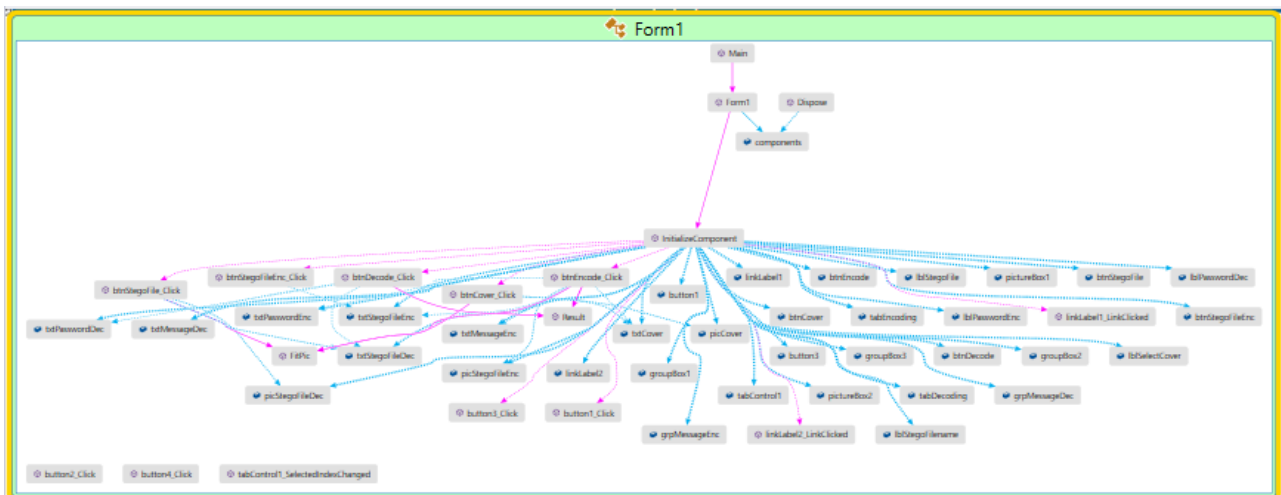 Form1
Main
Form1
Dispose
components
InitializeComponent
btnStegoFileEnc_Click
btnDecode_Click
btnEncode_Click
linkLabel1
btnEncode
lblStegoFile
pictureBox1
btnStegoFile
lblPasswordDec
btnStegoFile_Click
btnCover_Click
button1
txtPasswordEnc
txtStegoFileEnc
Result
btnCover
tabEncoding
lblPasswordEnc
linkLabel1_LinkClicked
btnStegoFileEnc
txtPasswordDec
txtMessageDec
txtMessageEnc
txtCover
picCover
FitPic
txtStegoFileDec
button3
groupBox3
btnDecode
groupBox2
lblSelectCover
picStegoFileEnc
linkLabel2
groupBox1
picStegoFileDec
tabControl1
pictureBox2
tabDecoding
grpMessageDec
button3_Click
button1_Click
grpMessageEnc
linkLabel2_LinkClicked
lblStegoFilename
button2_Click
button4_Click
tabControl1_SelectedIndexChanged